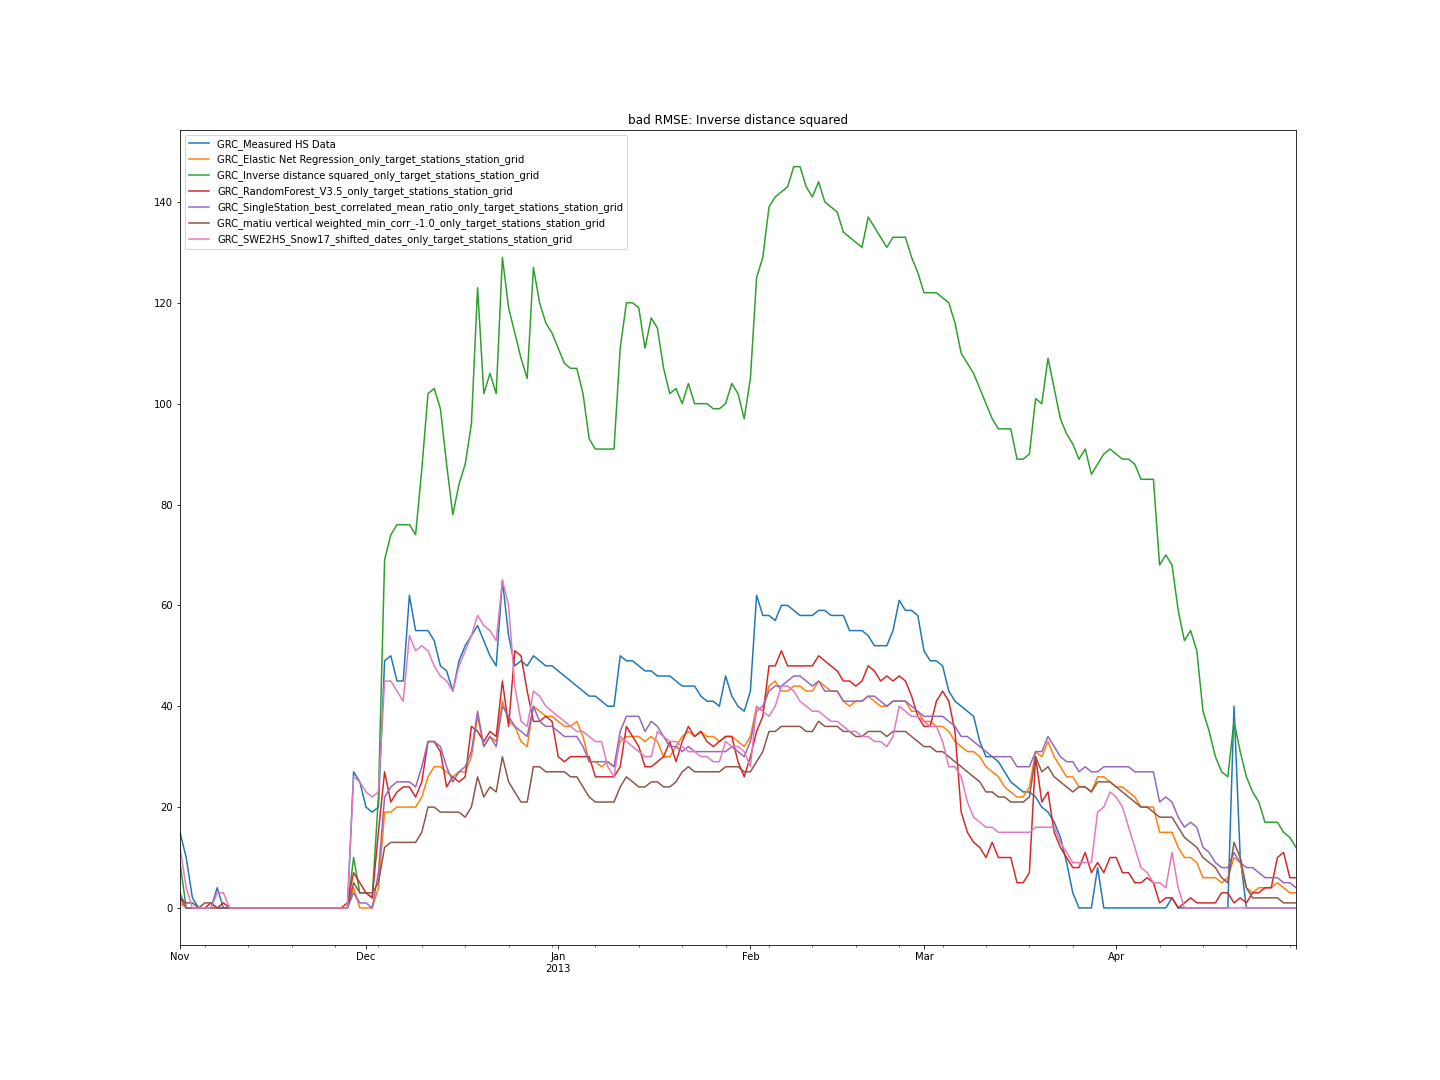 bad RMSE: Inverse distance squared
GRC_Measured HS Data
GRC_Elastic Net Regression_only_target_stations_station_grid
GRC_Inverse distance squared_only_target_stations_station_grid
GRC_RandomForest_V3.5_only_target_stations_station_grid
GRC_SingleStation_best_correlated_mean_ratio_only_target_stations_station_grid
GRC_matiu vertical weighted_min_corr_-1.0_only_target_stations_station_grid
GRC_SWE2HS_Snow17_shifted_dates_only_target_stations_station_grid
140
120
100
80
60
40
20
0
Nov Dec Jan Feb Mar Apr
2013